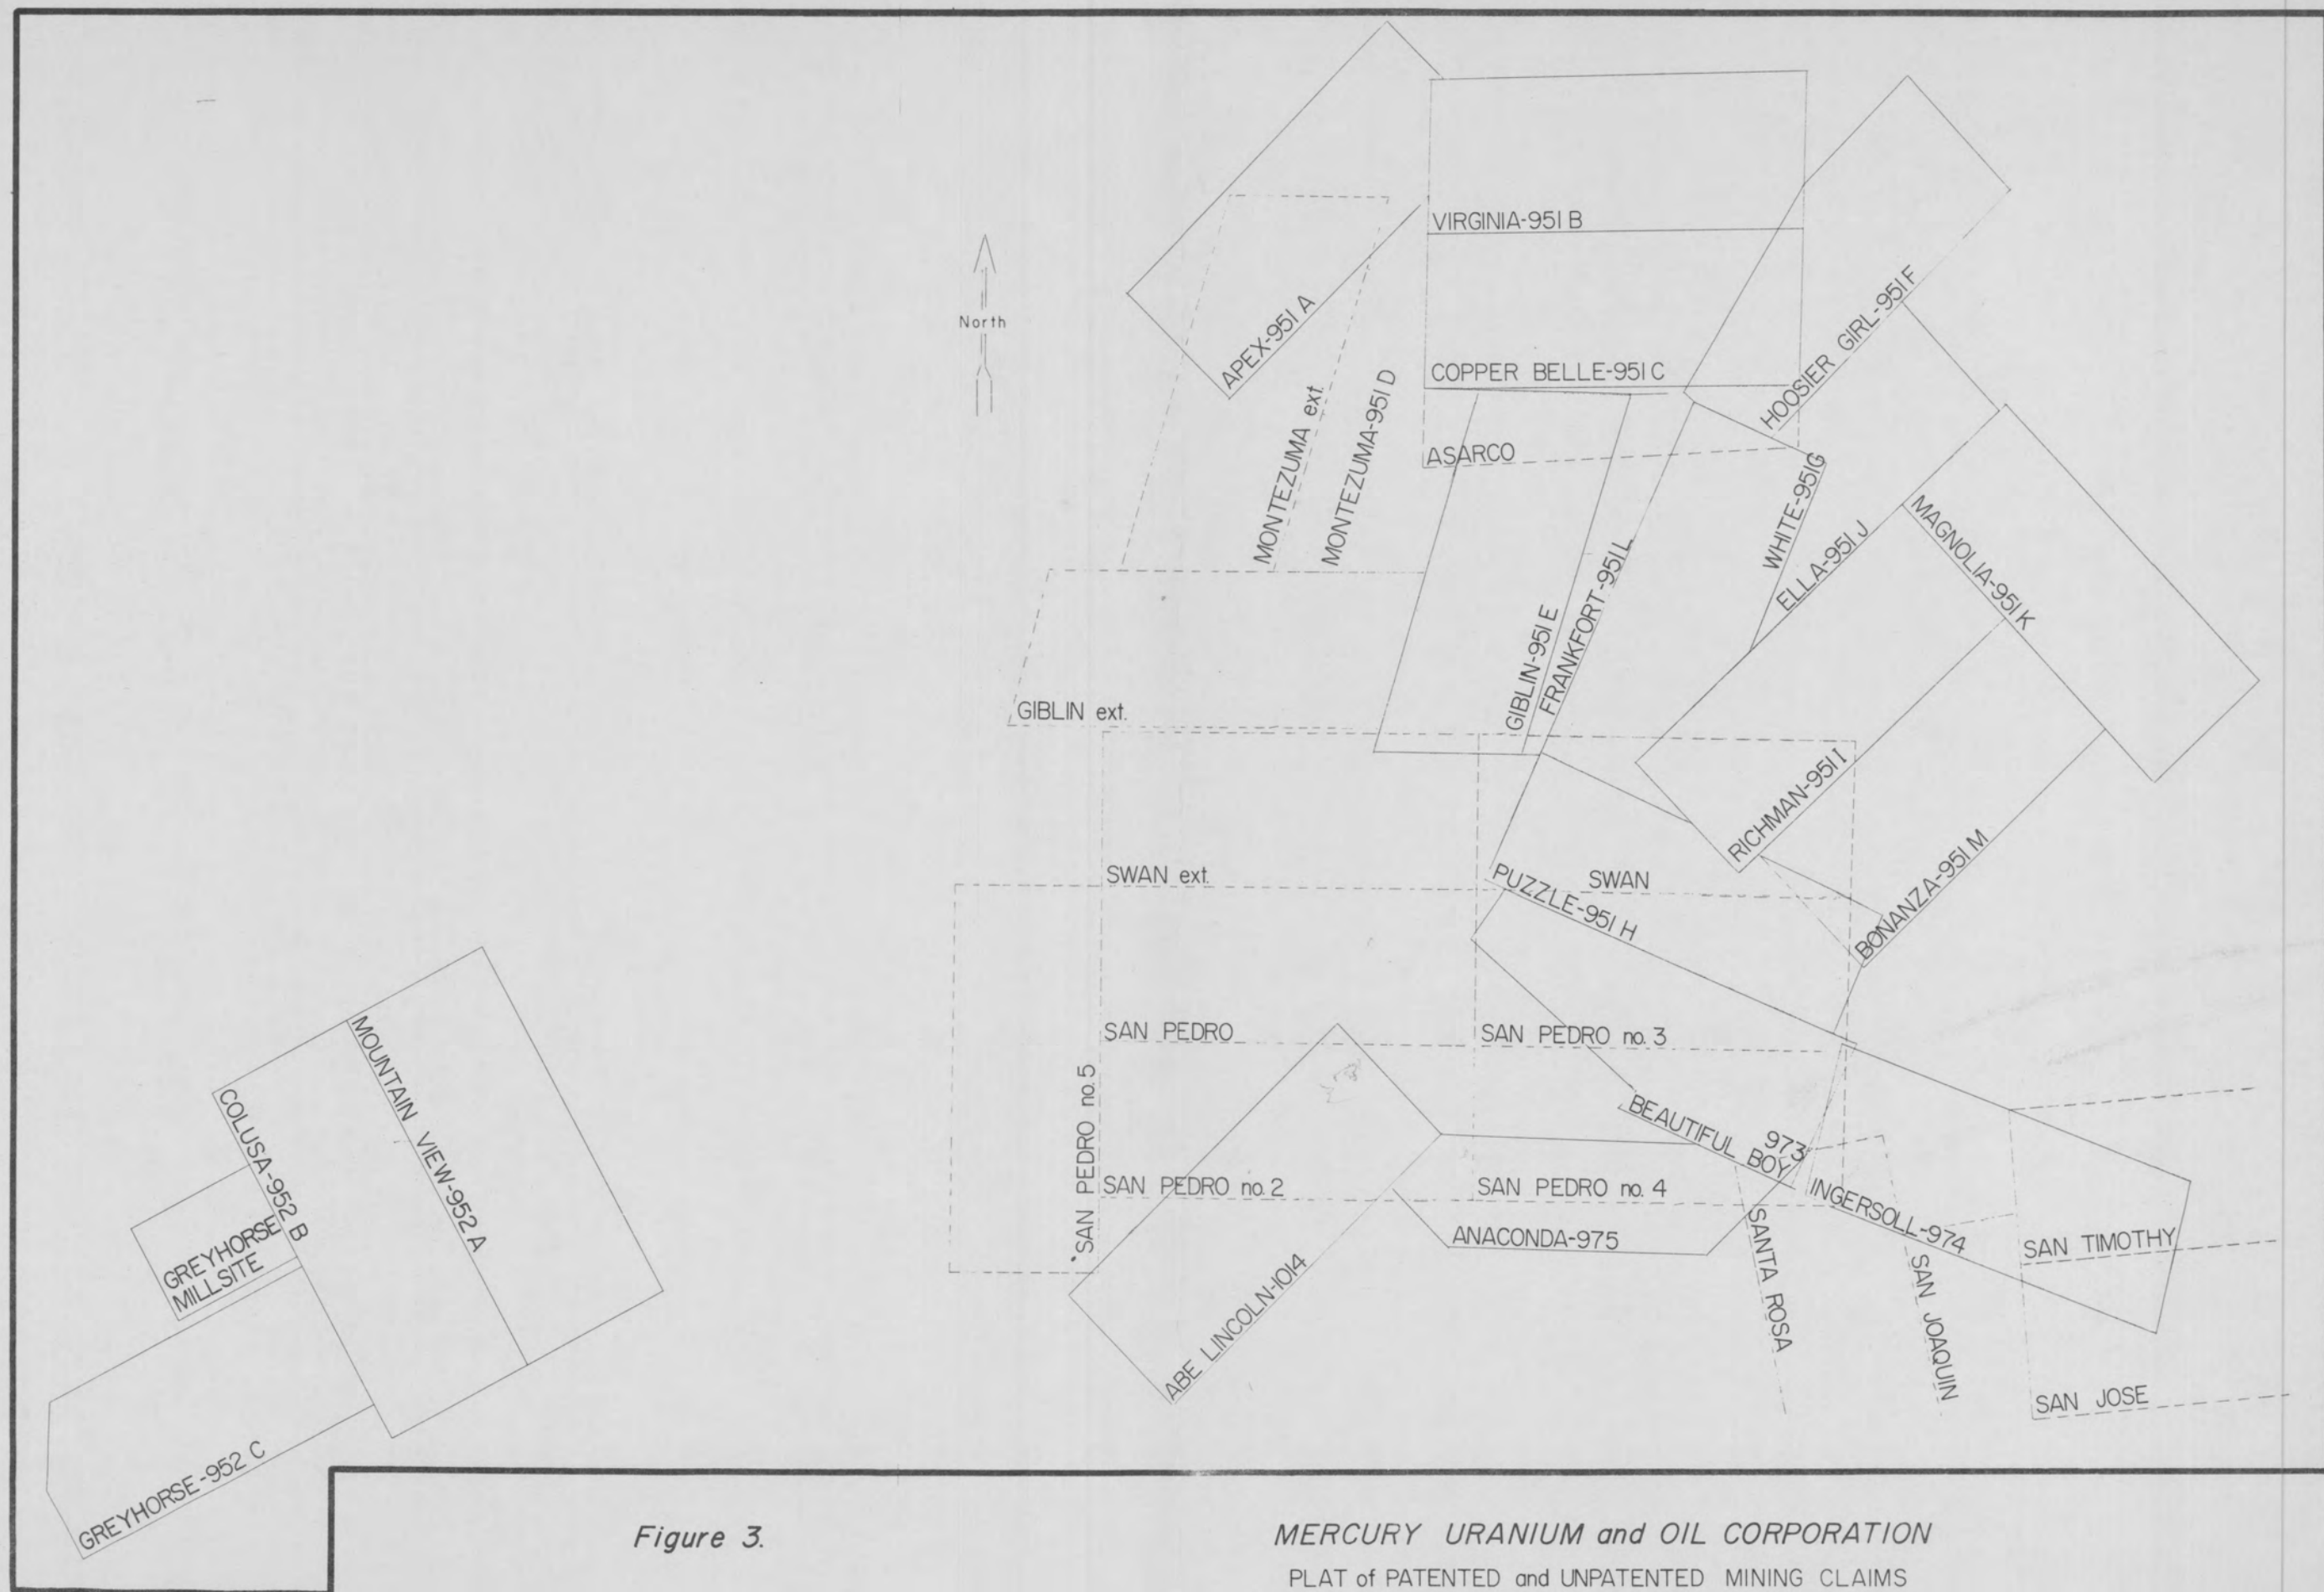 VIRGINIA-951 B
North
APEX-951 A
HOOSIER GIRL-951 F
COPPER BELLE-951 C
MONTEZUMA ext.
MONTEZUMA-951 D
ASARCO
WHITE-951G
ELLA-951 J
MAGNOLIA-951 K
FRANKFORT-951L
GIBLIN-951 E
GIBLIN ext.
RICHMAN-951 I
SWAN ext.
SWAN
PUZZLE-951 H
BONANZA-951 M
SAN PEDRO
SAN PEDRO no. 3
MOUNTAIN VIEW-952 A
COLUSA-952 B
SAN PEDRO no. 5
BEAUTIFUL BOY
973
SAN PEDRO no. 2
SAN PEDRO no. 4
INGERSOLL-974
GREYHORSE
MILLSITE
ANACONDA-975
SANTA ROSA
SAN JOAQUIN
SAN TIMOTHY
ABE LINCOLN-1014
SAN JOSE
GREYHORSE-952 C
Figure 3.
MERCURY URANIUM and OIL CORPORATION
PLAT of PATENTED and UNPATENTED MINING CLAIMS